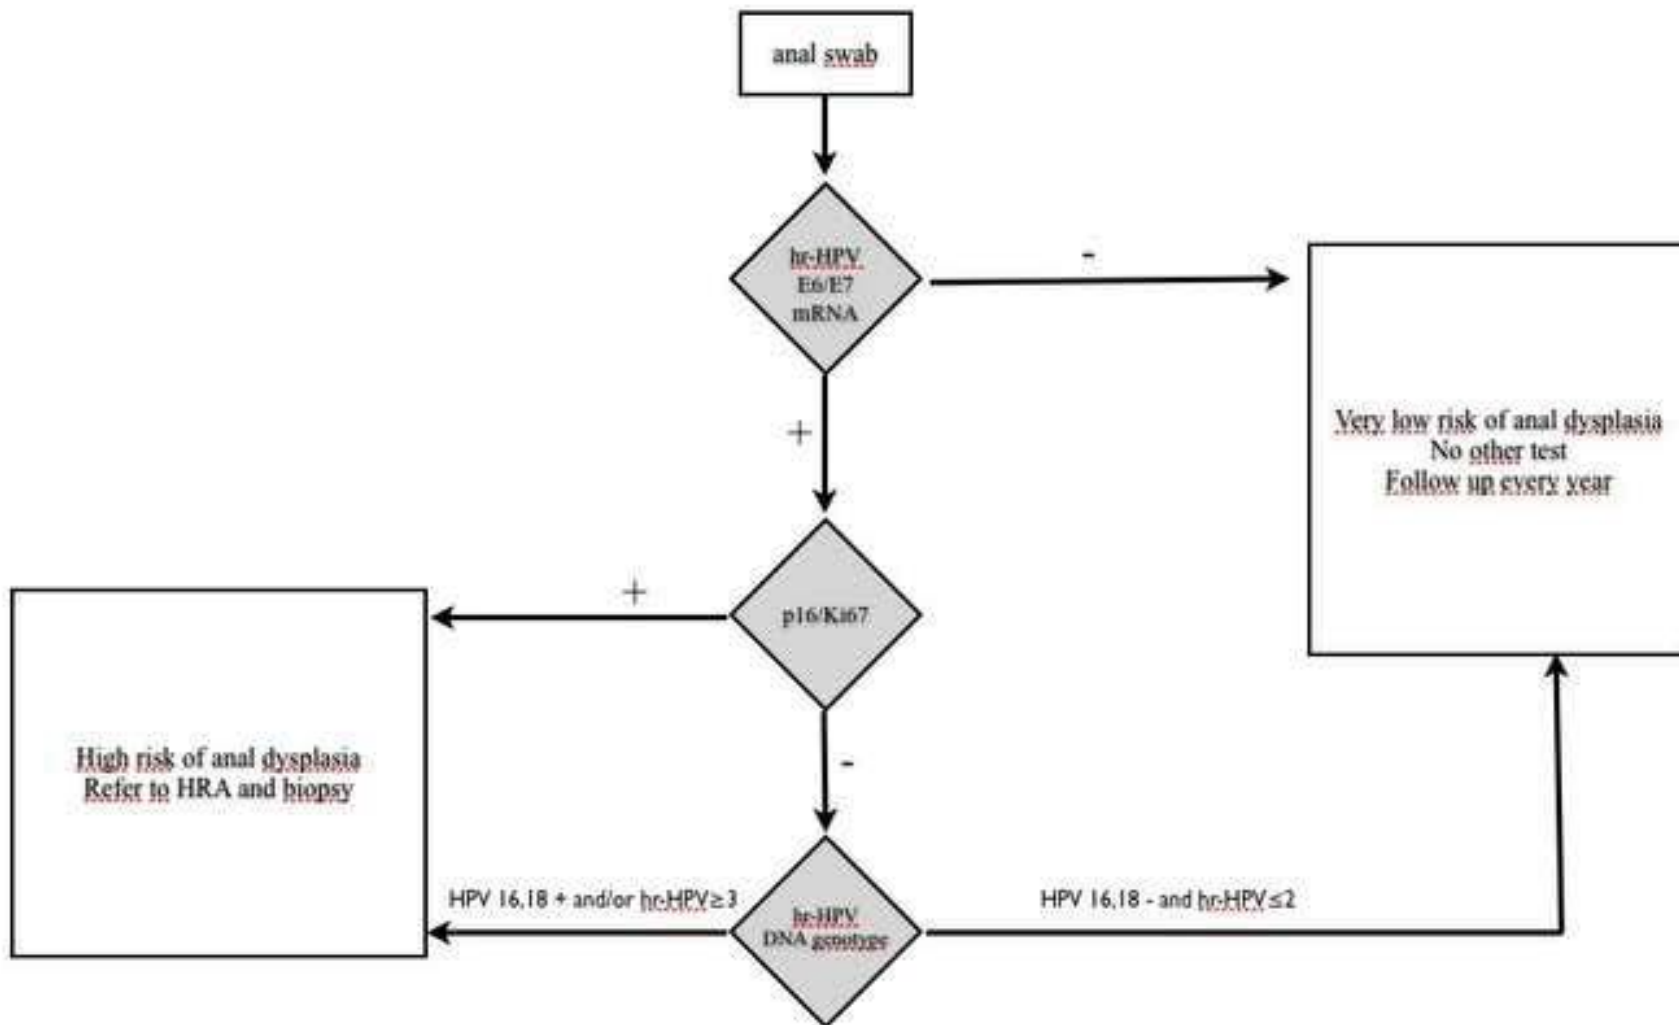 anal swab
hr-HPV
E6/E7
mRNA
-
+
Very low risk of anal dysplasia
No other test
Follow up every year
p16/Ki67
+
High risk of anal dysplasia
Refer to HRA and biopsy
-
HPV 16,18 + and/or hr-HPV≥3
hr-HPV
DNA genotype
HPV 16,18 - and hr-HPV≤2